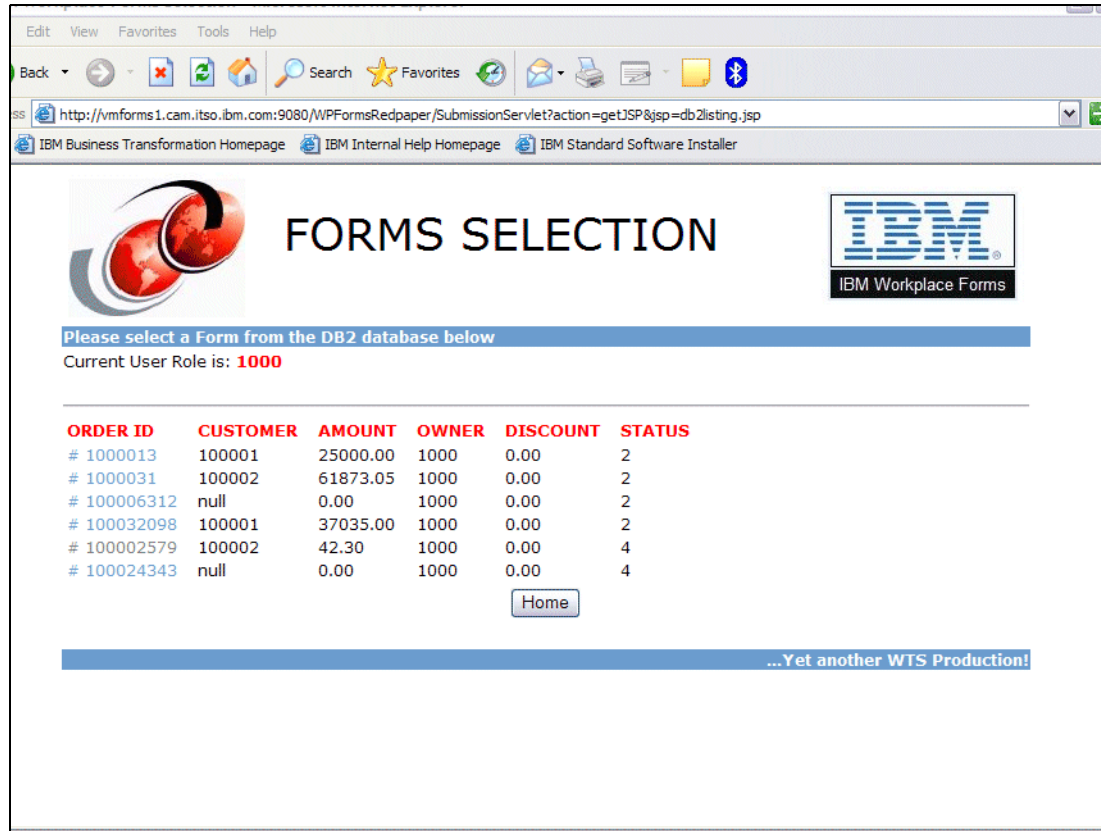 Edit View Favorites Tools Help
Back Search Favorites
ss http://vmforms1.cam.itso.ibm.com:9080/WPFormsRedpaper/SubmissionServlet?action=getJSP&jsp=db2listing.jsp
IBM Business Transformation Homepage IBM Internal Help Homepage IBM Standard Software Installer
FORMS SELECTION
IBM®
IBM Workplace Forms
Please select a Form from the DB2 database below
Current User Role is: 1000
ORDER ID CUSTOMER AMOUNT OWNER DISCOUNT STATUS
# 1000013 100001 25000.00 1000 0.00 2
# 1000031 100002 61873.05 1000 0.00 2
# 100006312 null 0.00 1000 0.00 2
# 100032098 100001 37035.00 1000 0.00 2
# 100002579 100002 42.30 1000 0.00 4
# 100024343 null 0.00 1000 0.00 4
Home
...Yet another WTS Production!